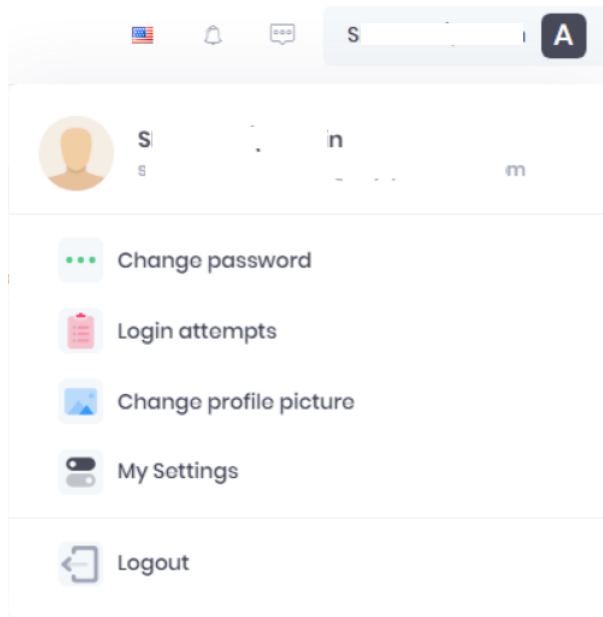 A
Change password
Login attempts
Change profile picture
My Settings
Logout